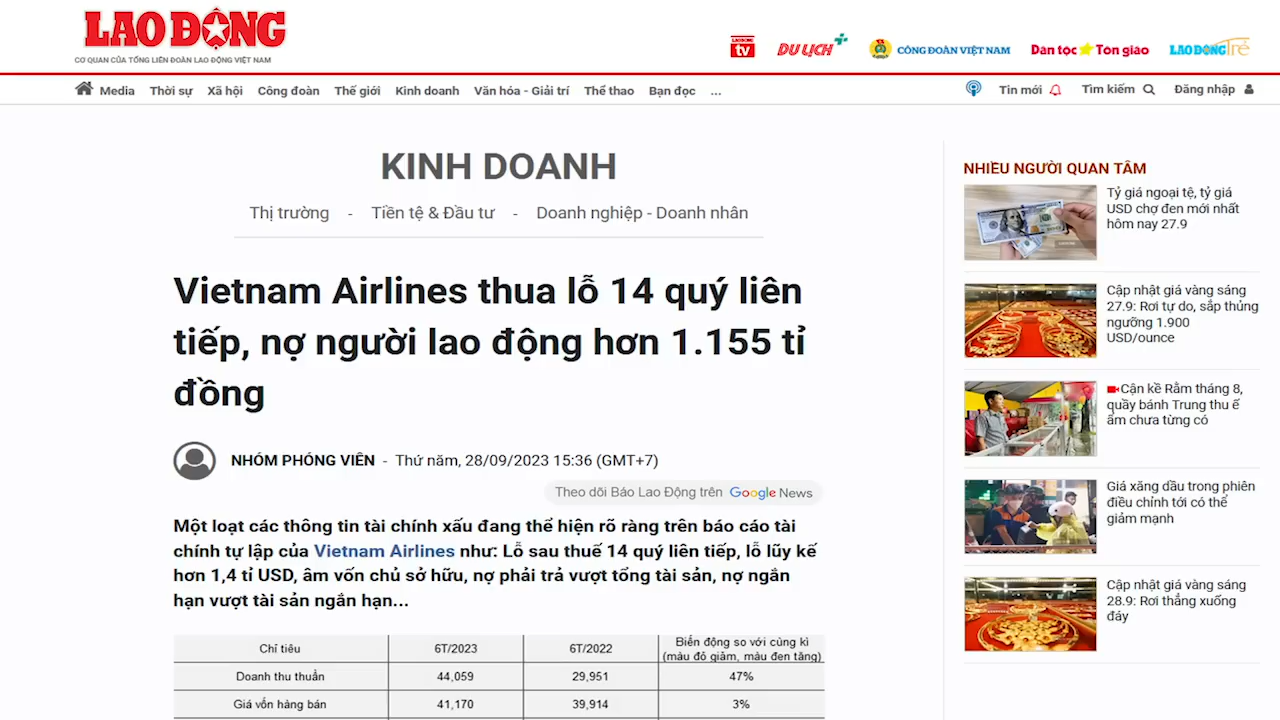 LAO ĐỘNG
CƠ QUAN CỦA TỔNG LIÊN ĐOÀN LAO ĐỘNG VIỆT NAM
LAO ĐỘNG tv DU LỊCH CÔNG ĐOÀN VIỆT NAM Dân tộc Tôn giáo LAO ĐỘNG Trẻ
Media Thời sự Xã hội Công đoàn Thế giới Kinh doanh Văn hóa - Giải trí Thể thao Bạn đọc ... Tin mới Tìm kiếm Đăng nhập
KINH DOANH
Thị trường - Tiền tệ & Đầu tư - Doanh nghiệp - Doanh nhân
Vietnam Airlines thua lỗ 14 quý liên
tiếp, nợ người lao động hơn 1.155 tỉ
đồng
NHÓM PHÓNG VIÊN - Thứ năm, 28/09/2023 15:36 (GMT+7)
Theo dõi Báo Lao Động trên Google News
Một loạt các thông tin tài chính xấu đang thể hiện rõ ràng trên báo cáo tài
chính tự lập của Vietnam Airlines như: Lỗ sau thuế 14 quý liên tiếp, lỗ lũy kế
hơn 1,4 tỉ USD, âm vốn chủ sở hữu, nợ phải trả vượt tổng tài sản, nợ ngắn
hạn vượt tài sản ngắn hạn...
Chỉ tiêu 6T/2023 6T/2022 Biến động so với cùng kì
(màu đỏ giảm, màu đen tăng)
Doanh thu thuần 44,059 29,951 47%
Giá vốn hàng bán 41,170 39,914 3%
NHIỀU NGƯỜI QUAN TÂM
Tỷ giá ngoại tệ, tỷ giá
USD chợ đen mới nhất
hôm nay 27.9
Cập nhật giá vàng sáng
27.9: Rơi tự do, sắp thủng
ngưỡng 1.900
USD/ounce
Cận kề Rằm tháng 8,
quầy bánh Trung thu ế
ẩm chưa từng có
Giá xăng dầu trong phiên
điều chỉnh tới có thể
giảm mạnh
Cập nhật giá vàng sáng
28.9: Rơi thẳng xuống
đáy